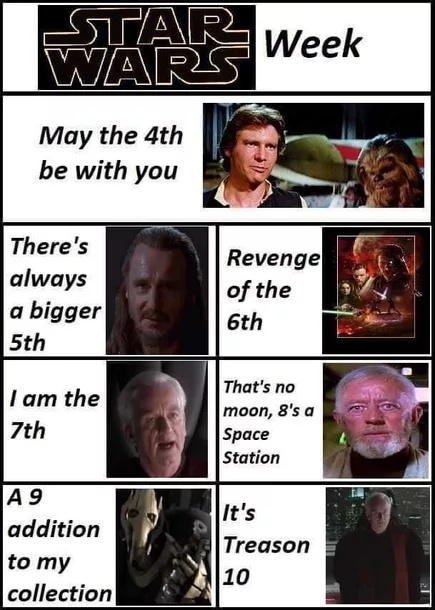 STAR
WARS
Week
May the 4th
be with you
There's
always
a bigger
5th
Revenge
of the
6th
I am the
7th
That's no
moon, 8's a
Space
Station
A 9
addition
to my
collection
It's
Treason
10